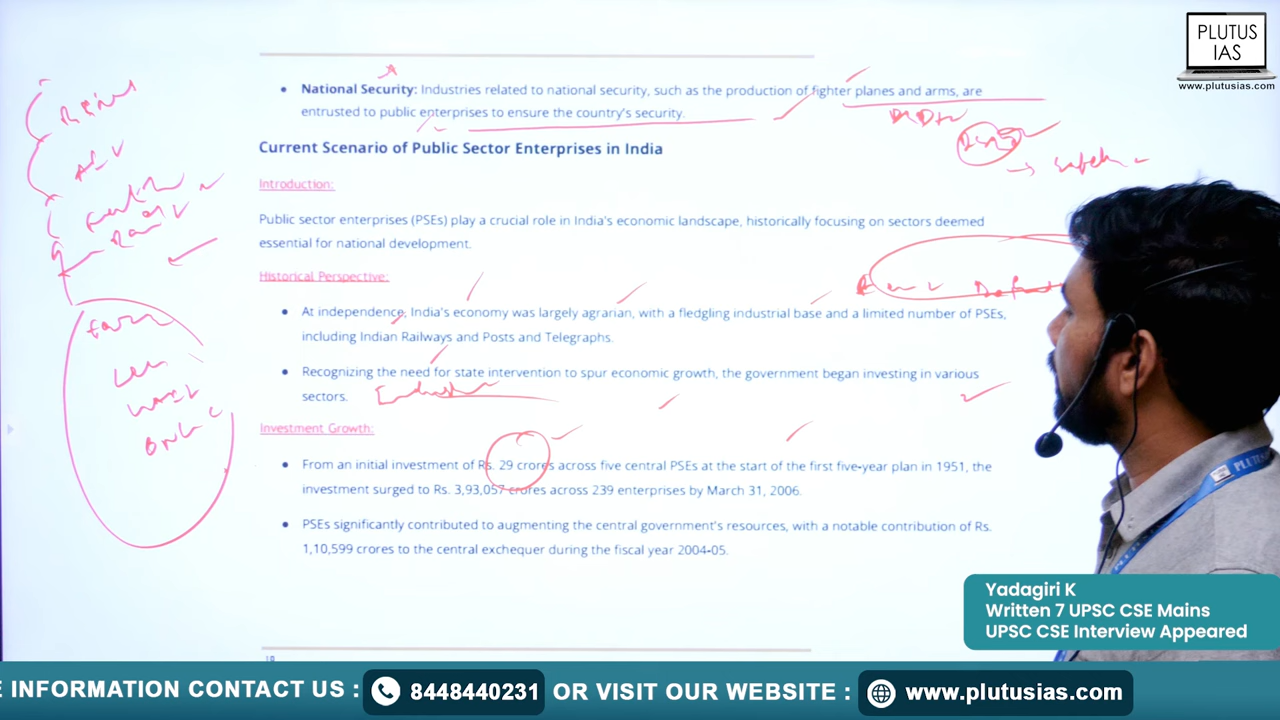 PLUTUS
IAS
www.plutusias.com
• National Security: Industries related to national security, such as the production of fighter planes and arms, are
entrusted to public enterprises to ensure the country's security.
Current Scenario of Public Sector Enterprises in India
Introduction:
Public sector enterprises (PSEs) play a crucial role in India's economic landscape, historically focusing on sectors deemed
essential for national development.
Historical Perspective:
• At independence, India's economy was largely agrarian, with a fledgling industrial base and a limited number of PSEs,
including Indian Railways and Posts and Telegraphs.
• Recognizing the need for state intervention to spur economic growth, the government began investing in various
sectors.
Investment Growth:
• From an initial investment of Rs. 29 crores across five central PSEs at the start of the first five-year plan in 1951, the
investment surged to Rs. 3,93,057 crores across 239 enterprises by March 31, 2006.
• PSEs significantly contributed to augmenting the central government's resources, with a notable contribution of Rs.
1,10,599 crores to the central exchequer during the fiscal year 2004-05.
Yadagiri K
Written 7 UPSC CSE Mains
UPSC CSE Interview Appeared
E INFORMATION CONTACT US : 8448440231 OR VISIT OUR WEBSITE : www.plutusias.com